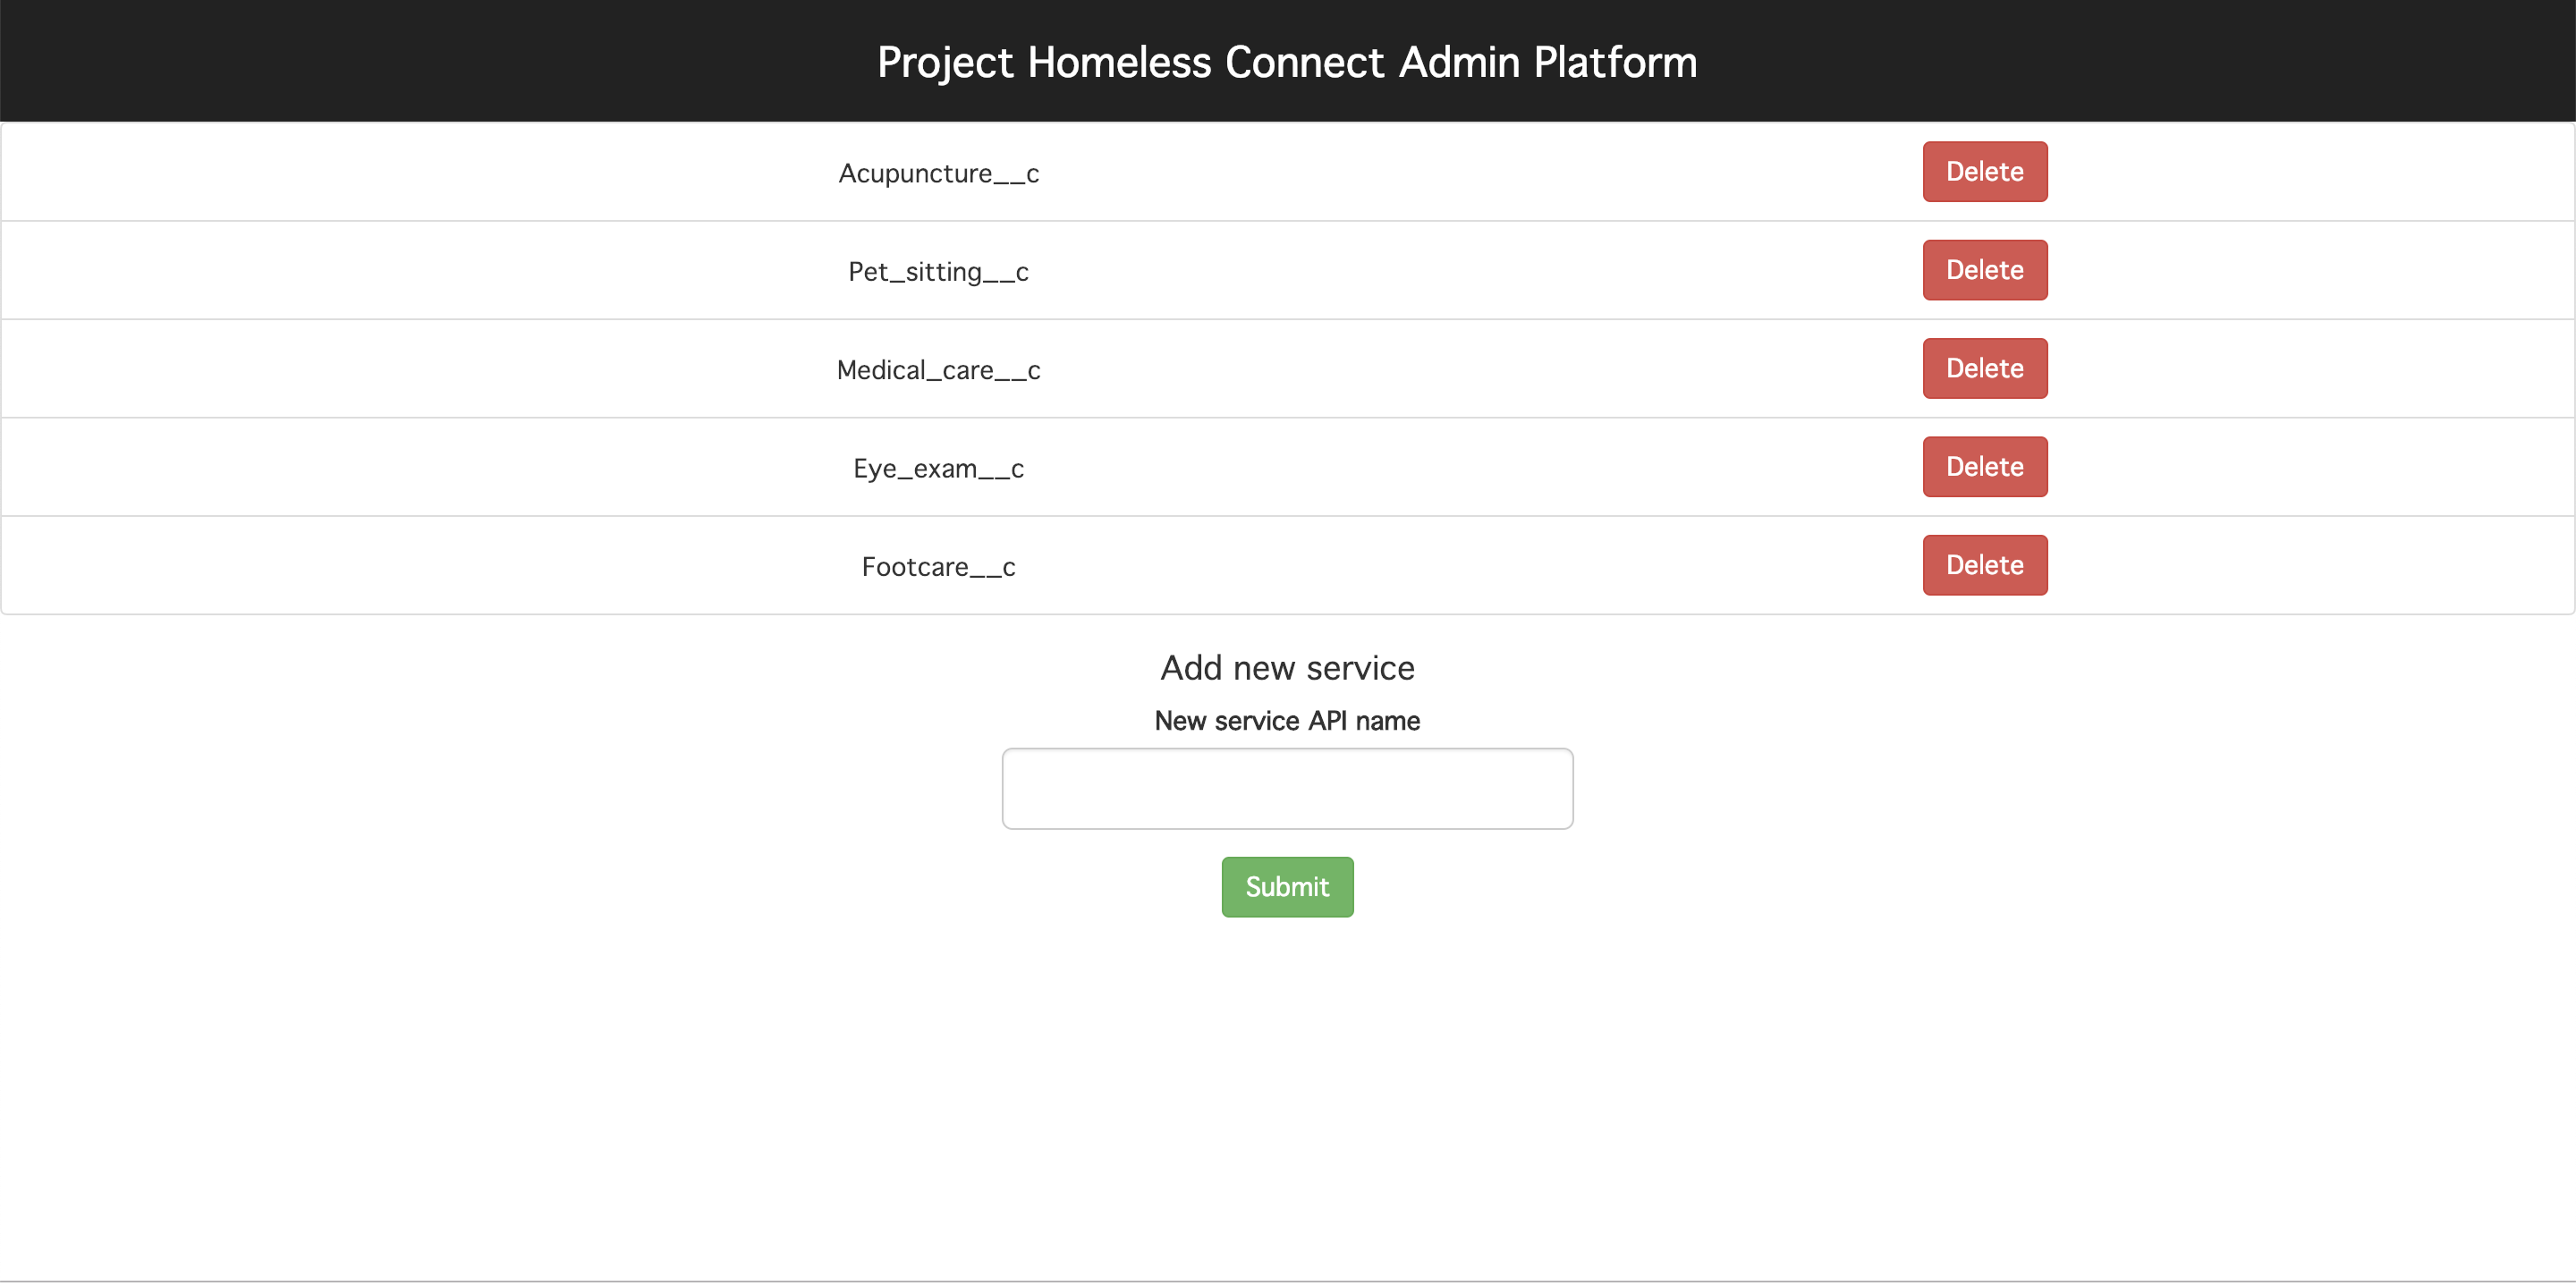 Project Homeless Connect Admin Platform
Acupuncture__c Delete
Pet_sitting__c Delete
Medical_care__c Delete
Eye_exam__c Delete
Footcare__c Delete
Add new service
New service API name
Submit